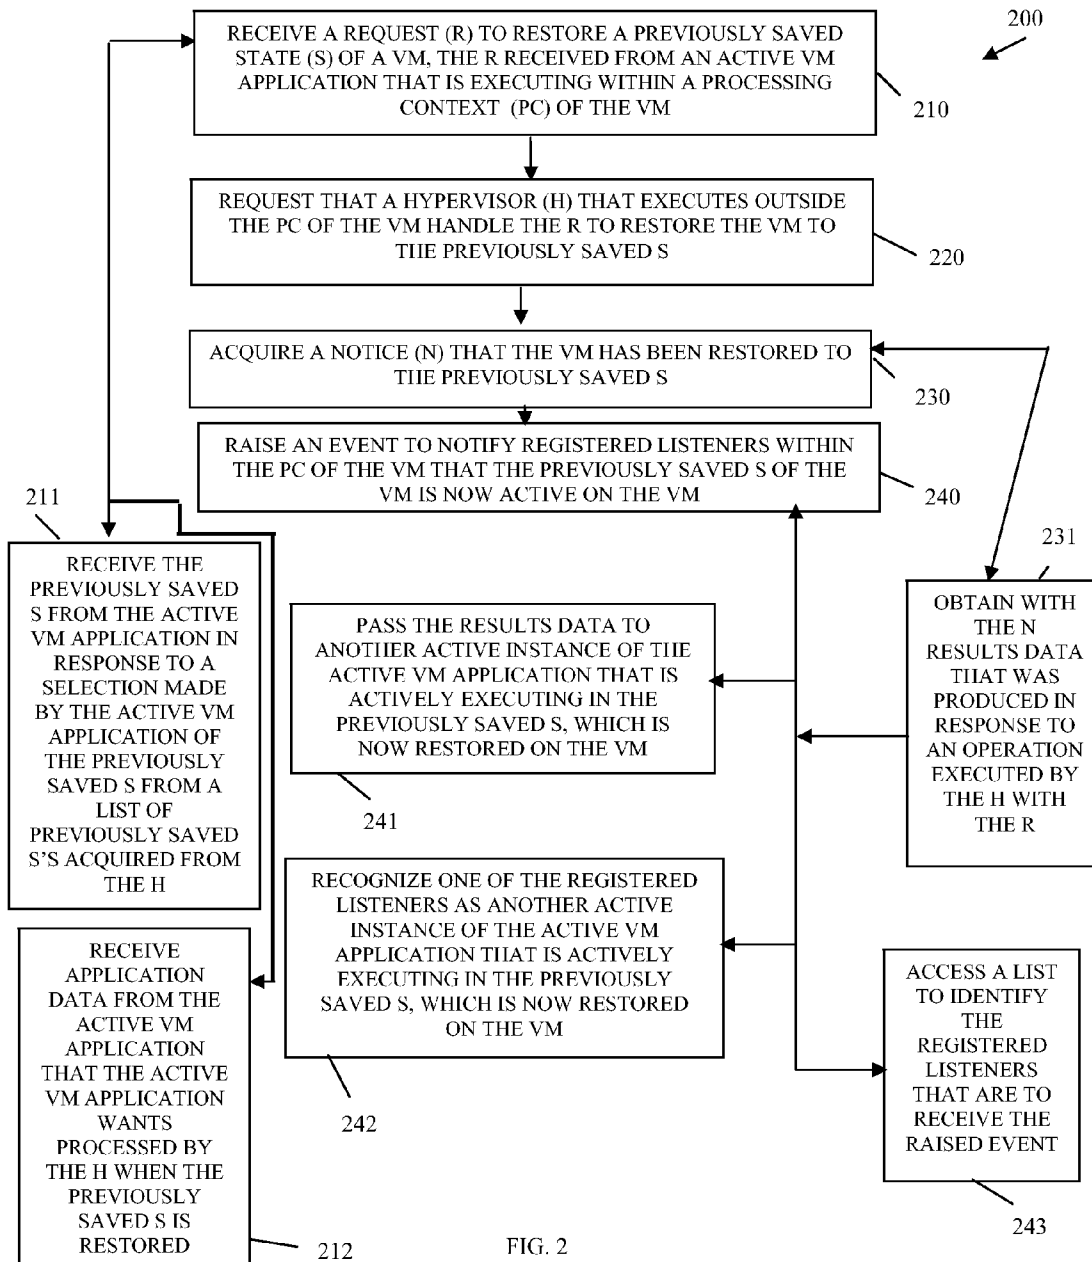 200
RECEIVE A REQUEST (R) TO RESTORE A PREVIOUSLY SAVED
STATE (S) OF A VM, THE R RECEIVED FROM AN ACTIVE VM
APPLICATION THAT IS EXECUTING WITHIN A PROCESSING
CONTEXT (PC) OF THE VM
210
REQUEST THAT A HYPERVISOR (H) THAT EXECUTES OUTSIDE
THE PC OF THE VM HANDLE THE R TO RESTORE THE VM TO
THE PREVIOUSLY SAVED S
220
ACQUIRE A NOTICE (N) THAT THE VM HAS BEEN RESTORED TO
THE PREVIOUSLY SAVED S
230
RAISE AN EVENT TO NOTIFY REGISTERED LISTENERS WITHIN
THE PC OF THE VM THAT THE PREVIOUSLY SAVED S OF THE
VM IS NOW ACTIVE ON THE VM
240
211
RECEIVE THE
PREVIOUSLY SAVED
S FROM THE ACTIVE
VM APPLICATION IN
RESPONSE TO A
SELECTION MADE
BY THE ACTIVE VM
APPLICATION OF
THE PREVIOUSLY
SAVED S FROM A
LIST OF
PREVIOUSLY SAVED
S'S ACQUIRED FROM
THE H
231
OBTAIN WITH
THE N
RESULTS DATA
THAT WAS
PRODUCED IN
RESPONSE TO
AN OPERATION
EXECUTED BY
THE H WITH
THE R
PASS THE RESULTS DATA TO
ANOTHER ACTIVE INSTANCE OF THE
ACTIVE VM APPLICATION THAT IS
ACTIVELY EXECUTING IN THE
PREVIOUSLY SAVED S, WHICH IS
NOW RESTORED ON THE VM
241
RECOGNIZE ONE OF THE REGISTERED
LISTENERS AS ANOTHER ACTIVE
INSTANCE OF THE ACTIVE VM
APPLICATION THAT IS ACTIVELY
EXECUTING IN THE PREVIOUSLY
SAVED S, WHICH IS NOW RESTORED
ON THE VM
242
RECEIVE
APPLICATION
DATA FROM THE
ACTIVE VM
APPLICATION
THAT THE ACTIVE
VM APPLICATION
WANTS
PROCESSED BY
THE H WHEN THE
PREVIOUSLY
SAVED S IS
RESTORED
212
ACCESS A LIST
TO IDENTIFY
THE
REGISTERED
LISTENERS
THAT ARE TO
RECEIVE THE
RAISED EVENT
243
FIG. 2